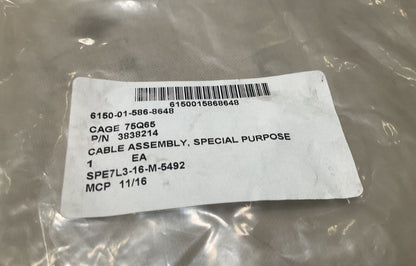 6150015868648
6150-01-586-8648
CAGE 75Q65
P/N 3838214
CABLE ASSEMBLY, SPECIAL PURPOSE
1 EA
SPE7L3-16-M-5492
MCP 11/16